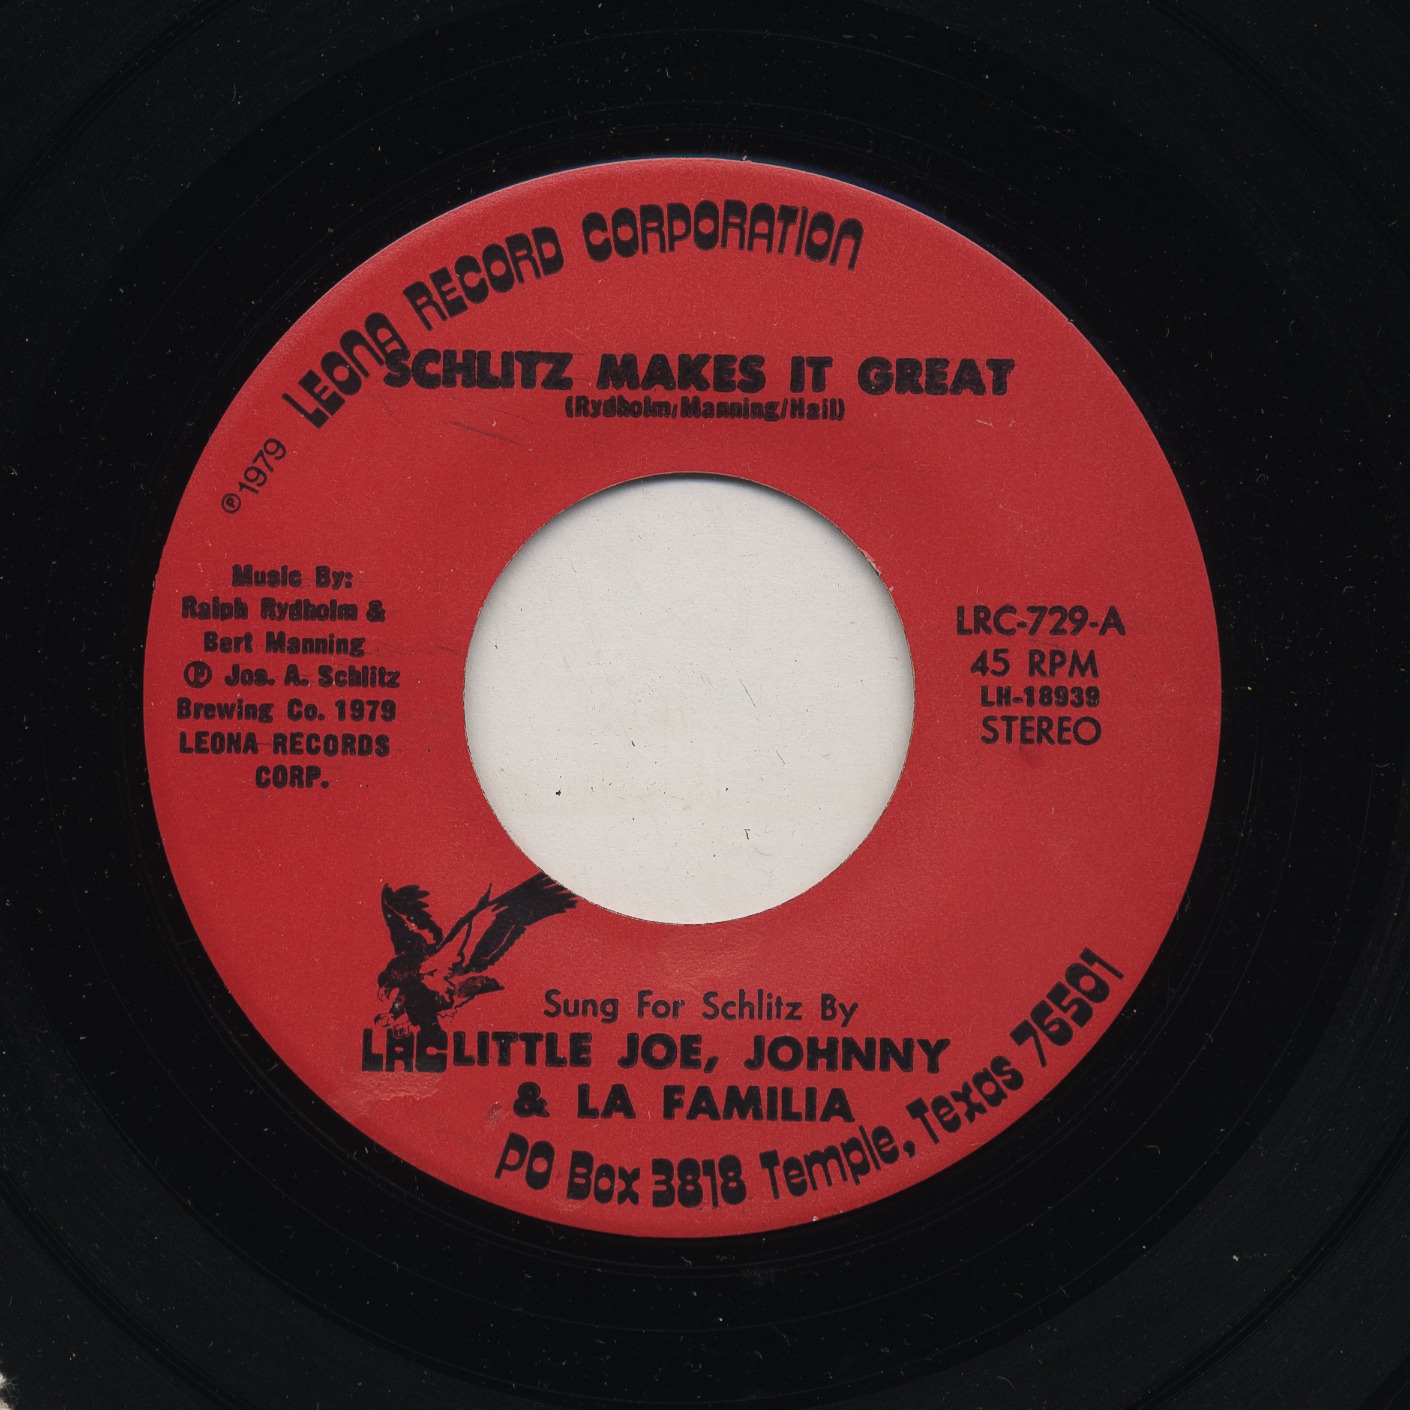 LEONA RECORD CORPORATION
SCHLITZ MAKES IT GREAT
(Rydholm/Manning/Nail)
℗1979
Music By:
Ralph Rydholm &
Bert Manning
℗ Jos. A. Schlitz
Brewing Co. 1979
LEONA RECORDS
CORP.
LRC-729-A
45 RPM
LH-18939
STEREO
Sung For Schlitz By
LRC LITTLE JOE, JOHNNY
& LA FAMILIA
PO Box 3818 Temple, Texas 76501